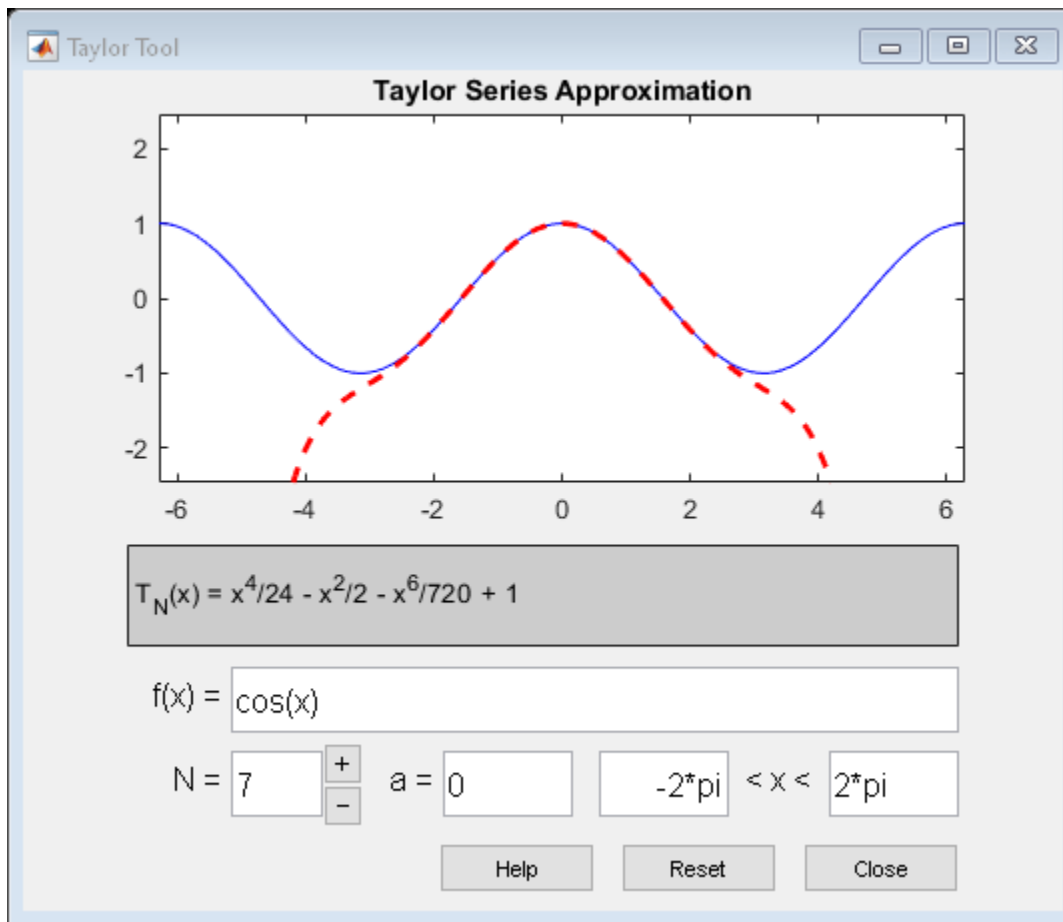 Taylor Tool
Taylor Series Approximation
2
1
0
-1
-2
-6 -4 -2 0 2 4 6
T_N(x) = x^4/24 - x^2/2 - x^6/720 + 1
f(x) = cos(x)
N = 7 + − a = 0 -2*pi < x < 2*pi
Help Reset Close